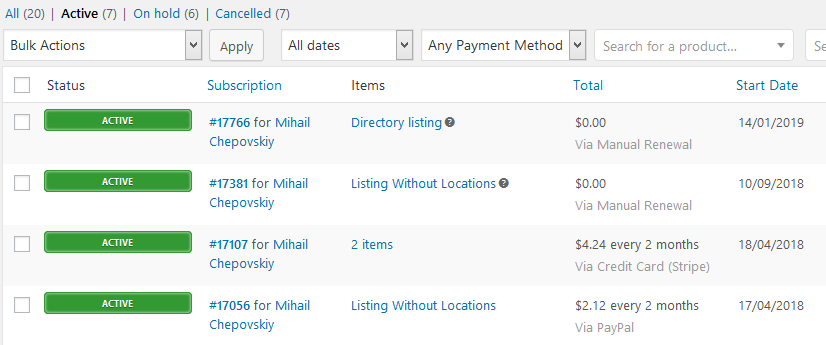 All (20) | Active (7) | On hold (6) | Cancelled (7)
Bulk Actions Apply All dates Any Payment Method Search for a product... Se
Status Subscription Items Total Start Date
ACTIVE #17766 for Mihail Directory listing $0.00 14/01/2019
Chepovskiy Via Manual Renewal
ACTIVE #17381 for Mihail Listing Without Locations $0.00 10/09/2018
Chepovskiy Via Manual Renewal
ACTIVE #17107 for Mihail 2 items $4.24 every 2 months 18/04/2018
Chepovskiy Via Credit Card (Stripe)
ACTIVE #17056 for Mihail Listing Without Locations $2.12 every 2 months 17/04/2018
Chepovskiy Via PayPal